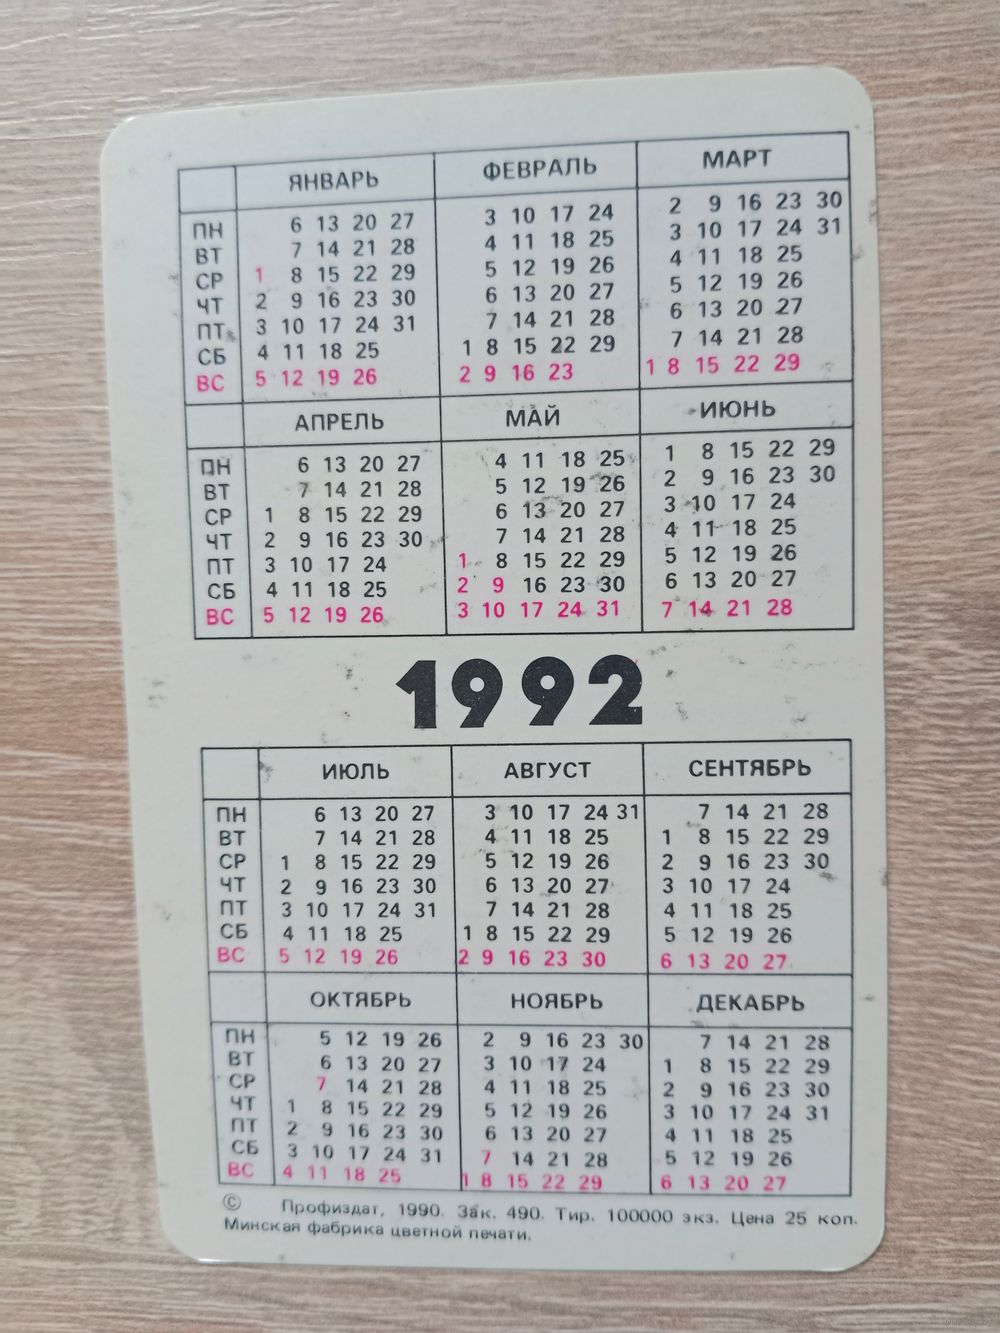 ЯНВАРЬ ФЕВРАЛЬ МАРТ
ПН 6 13 20 27 3 10 17 24 2 9 16 23 30
ВТ 7 14 21 28 4 11 18 25 3 10 17 24 31
СР 1 8 15 22 29 5 12 19 26 4 11 18 25
ЧТ 2 9 16 23 30 6 13 20 27 5 12 19 26
ПТ 3 10 17 24 31 7 14 21 28 6 13 20 27
СБ 4 11 18 25 1 8 15 22 29 7 14 21 28
ВС 5 12 19 26 2 9 16 23 1 8 15 22 29
АПРЕЛЬ МАЙ ИЮНЬ
ПН 6 13 20 27 4 11 18 25 1 8 15 22 29
ВТ 7 14 21 28 5 12 19 26 2 9 16 23 30
СР 1 8 15 22 29 6 13 20 27 3 10 17 24
ЧТ 2 9 16 23 30 7 14 21 28 4 11 18 25
ПТ 3 10 17 24 1 8 15 22 29 5 12 19 26
СБ 4 11 18 25 2 9 16 23 30 6 13 20 27
ВС 5 12 19 26 3 10 17 24 31 7 14 21 28
1992
ИЮЛЬ АВГУСТ СЕНТЯБРЬ
ПН 6 13 20 27 3 10 17 24 31 7 14 21 28
ВТ 7 14 21 28 4 11 18 25 1 8 15 22 29
СР 1 8 15 22 29 5 12 19 26 2 9 16 23 30
ЧТ 2 9 16 23 30 6 13 20 27 3 10 17 24
ПТ 3 10 17 24 31 7 14 21 28 4 11 18 25
СБ 4 11 18 25 1 8 15 22 29 5 12 19 26
ВС 5 12 19 26 2 9 16 23 30 6 13 20 27
ОКТЯБРЬ НОЯБРЬ ДЕКАБРЬ
ПН 5 12 19 26 2 9 16 23 30 7 14 21 28
ВТ 6 13 20 27 3 10 17 24 1 8 15 22 29
СР 7 14 21 28 4 11 18 25 2 9 16 23 30
ЧТ 1 8 15 22 29 5 12 19 26 3 10 17 24 31
ПТ 2 9 16 23 30 6 13 20 27 4 11 18 25
СБ 3 10 17 24 31 7 14 21 28 5 12 19 26
ВС 4 11 18 25 1 8 15 22 29 6 13 20 27
© Профиздат, 1990. Зак. 490. Тир. 100000 экз. Цена 25 коп.
Минская фабрика цветной печати.